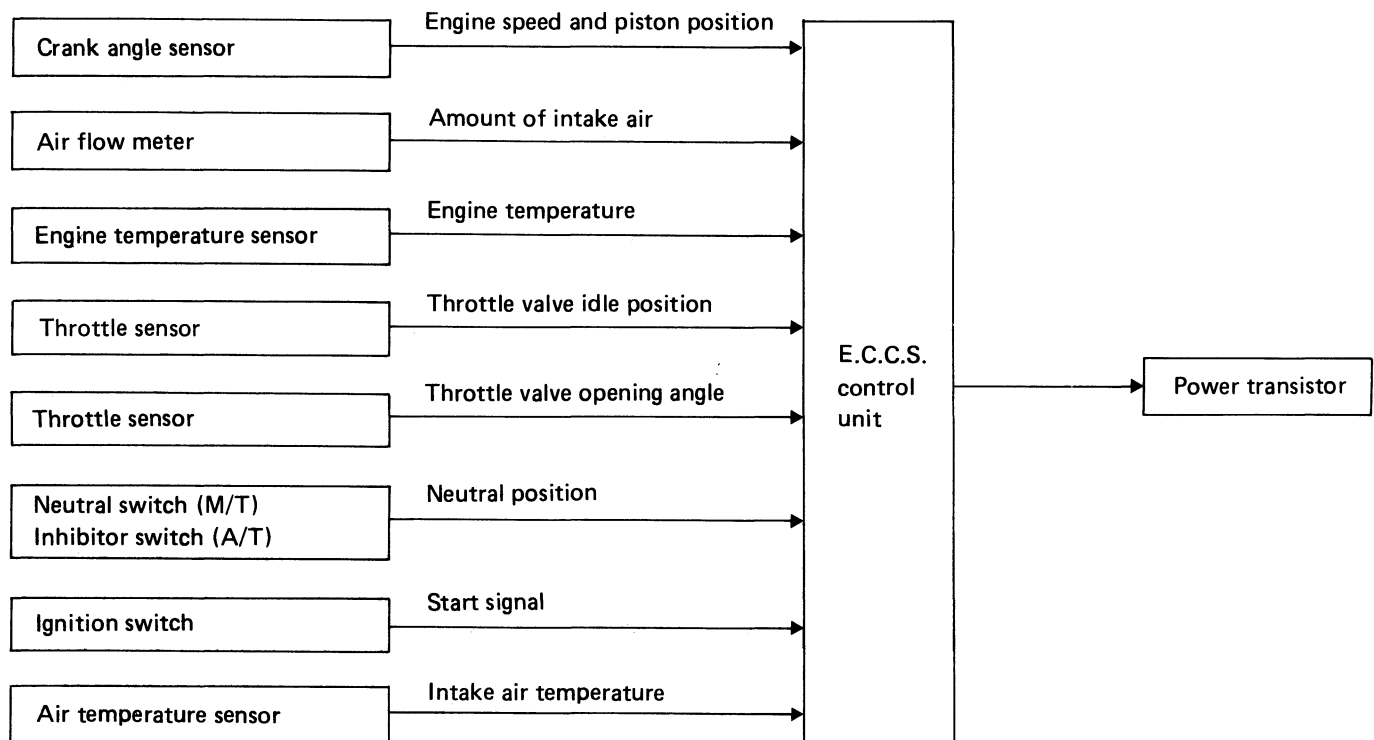 Crank angle sensor
Engine speed and piston position
Air flow meter
Amount of intake air
Engine temperature sensor
Engine temperature
Throttle sensor
Throttle valve idle position
Throttle sensor
Throttle valve opening angle
Neutral switch (M/T)
Inhibitor switch (A/T)
Neutral position
Ignition switch
Start signal
Air temperature sensor
Intake air temperature
E.C.C.S.
control
unit
Power transistor